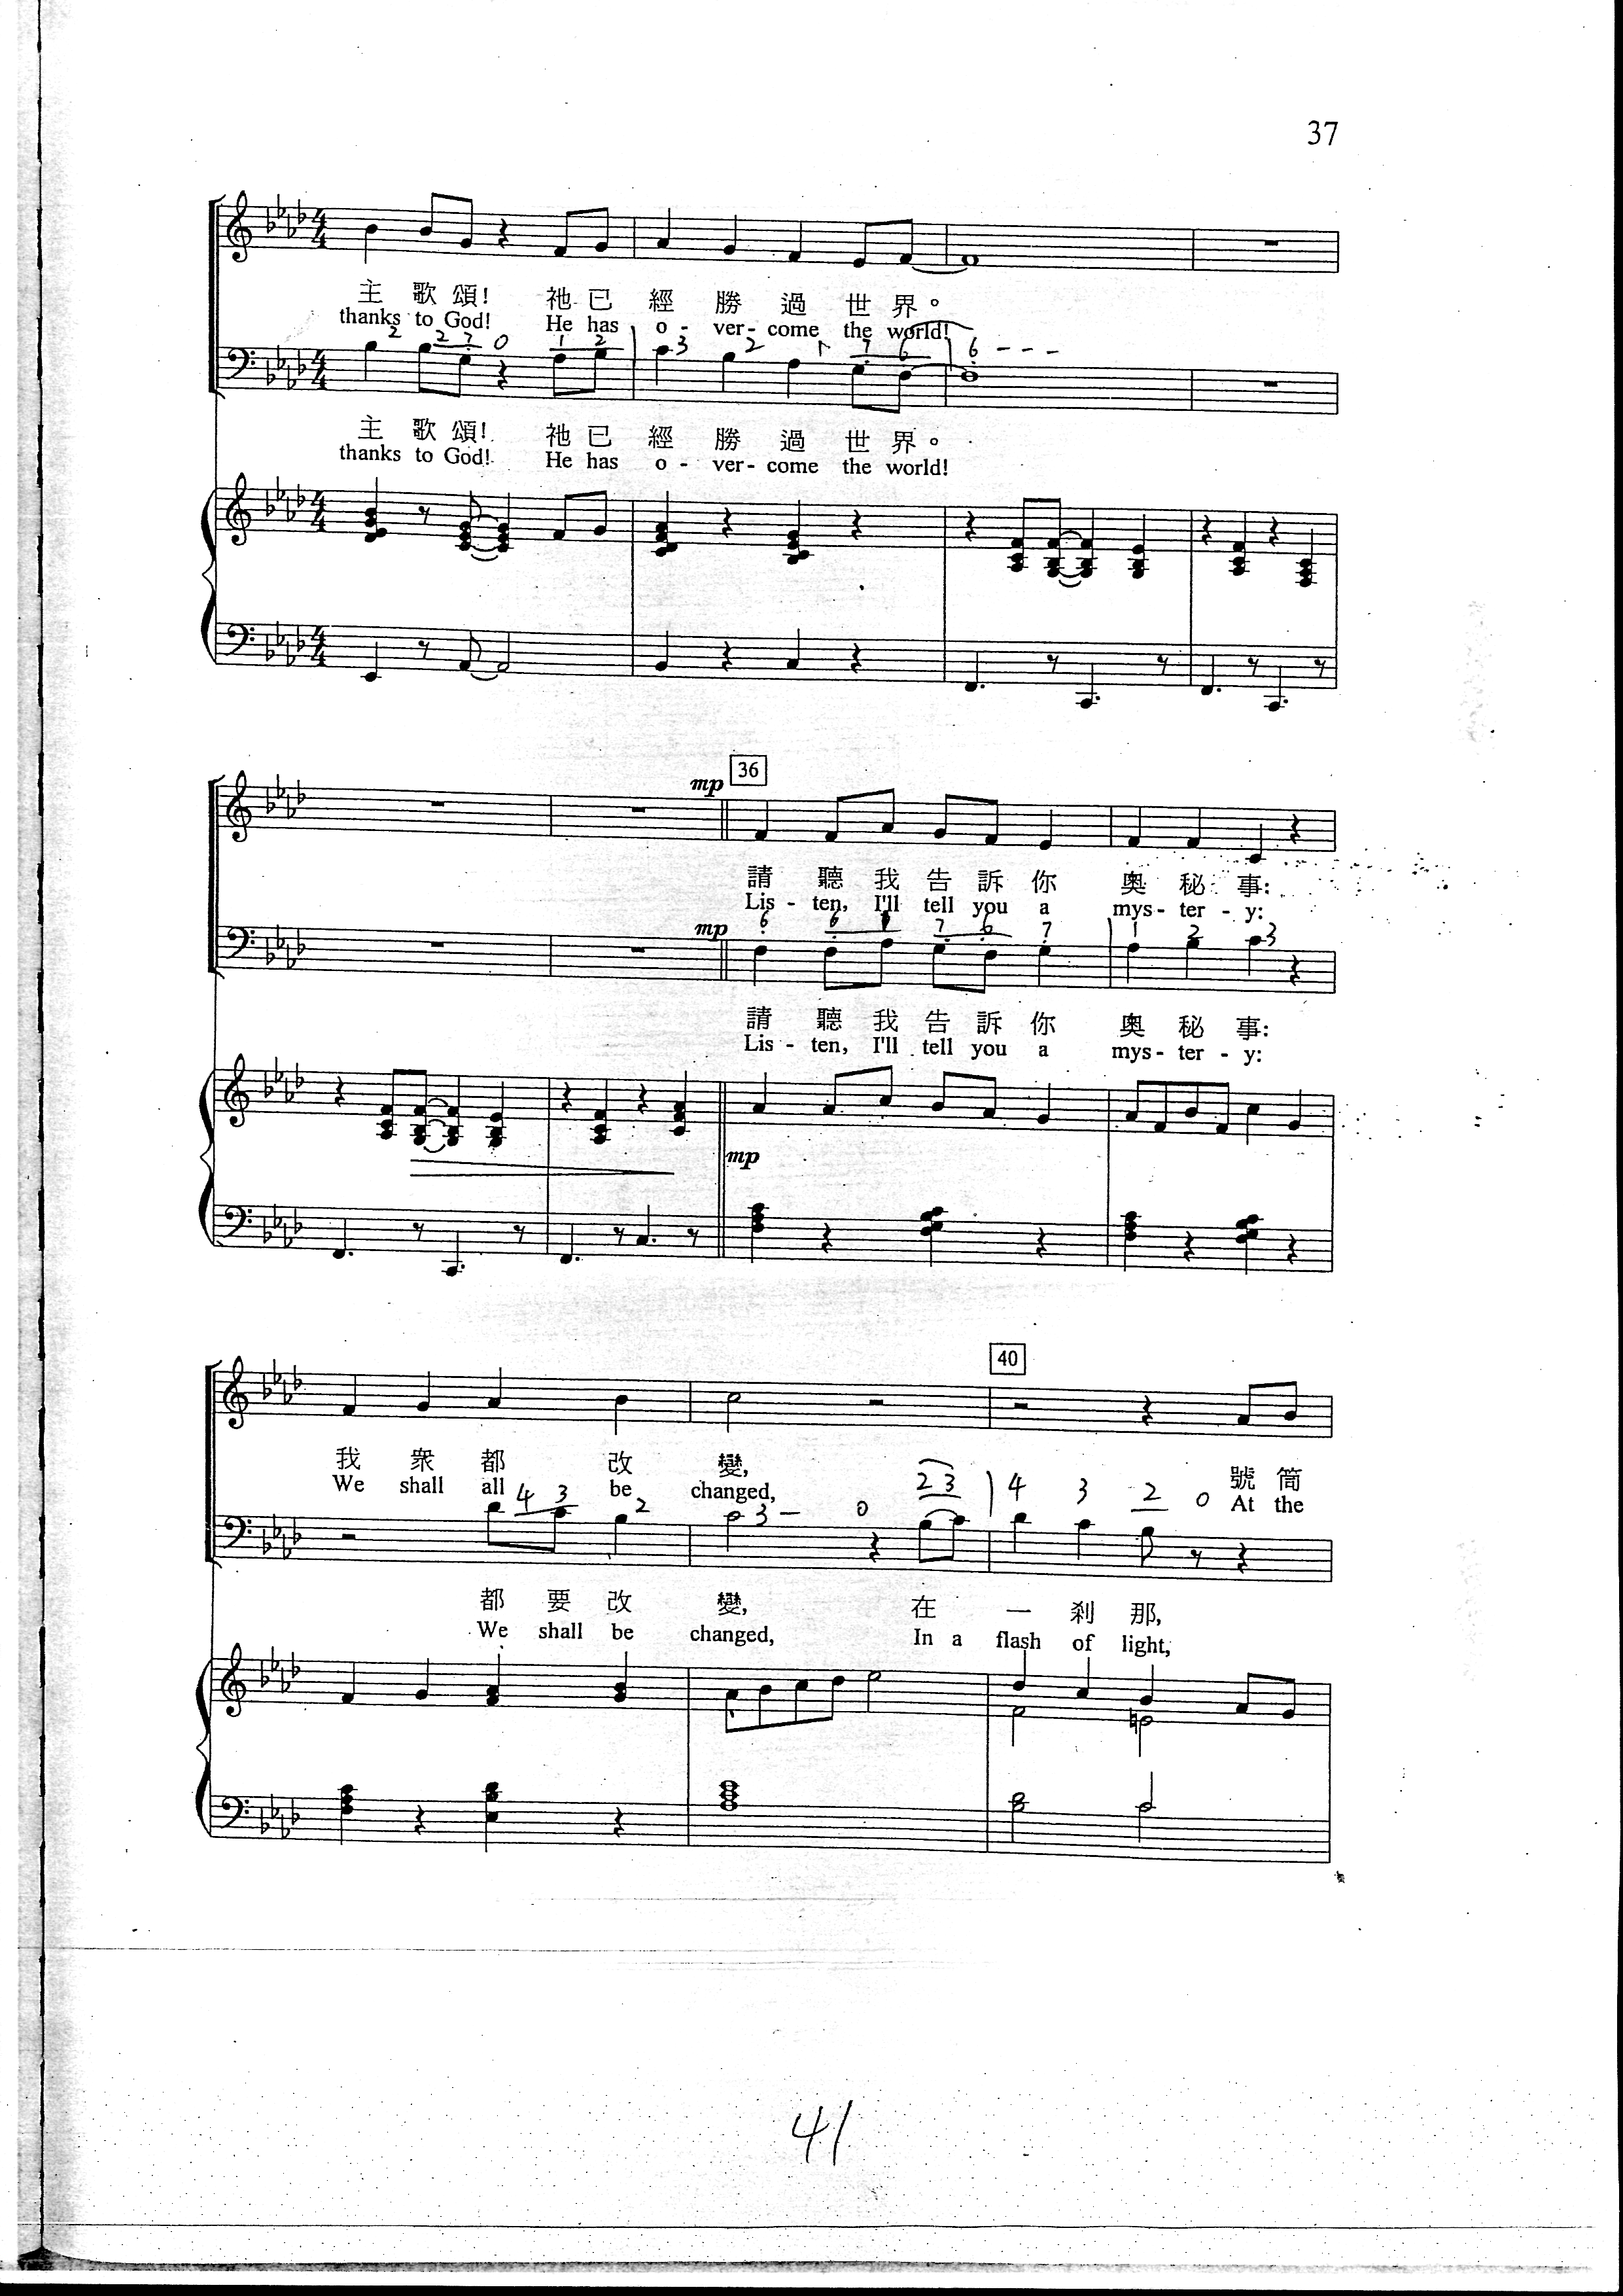 37
主 歌 頌! 祂 已 經 勝 過 世 界。
thanks to God! He has o - ver - come the world!
2 2 7 0 1 2 3 2 1 7 6 6 - - -
主 歌 頌! 祂 已 經 勝 過 世 界。
thanks to God! He has o - ver - come the world!
36
mp
請 聽 我 告 訴 你 奧 秘 事:
Lis - ten, I'll tell you a mys - ter - y:
mp 6 6 1 7 6 7 1 2 3
請 聽 我 告 訴 你 奧 秘 事:
Lis - ten, I'll tell you a mys - ter - y:
mp
40
我 眾 都 改 變, 號 筒
We shall all be changed, At the
4 3 2 3 - 0 2 3 4 3 2 0
都 要 改 變, 在 一 剎 那,
We shall be changed, In a flash of light,
41